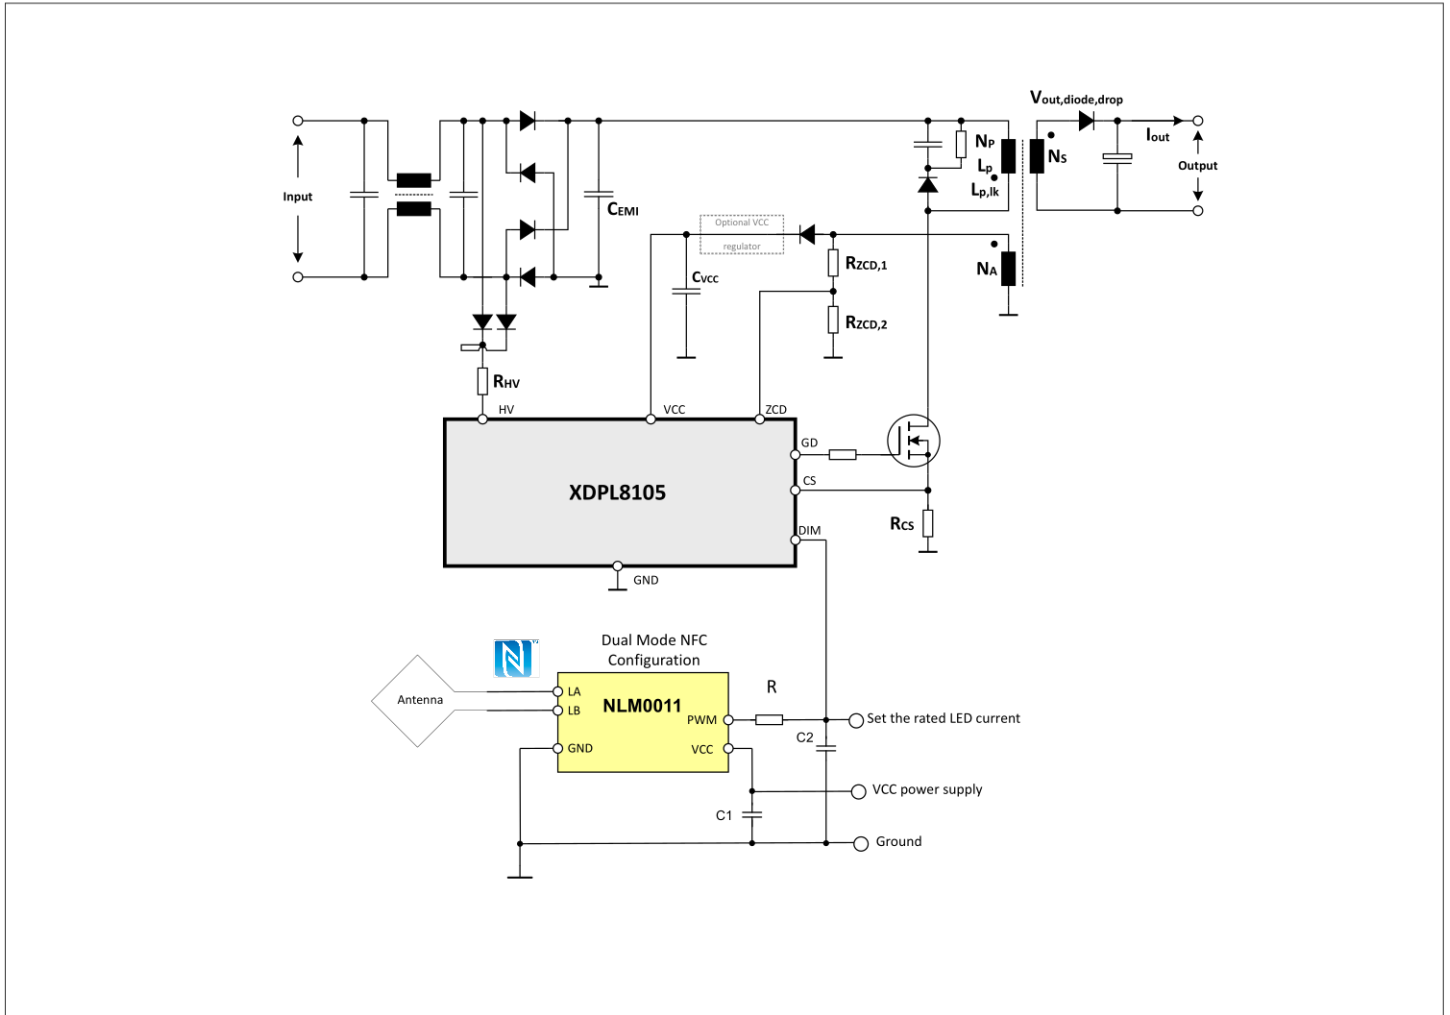 Vout,diode,drop
Iout
NP
Lp
Lp,lk
NS
Output
Input
CEMI
Optional VCC
regulator
NA
RZCD,1
CVCC
RZCD,2
RHV
HV
VCC
ZCD
GD
XDPL8105
CS
RCS
DIM
GND
Dual Mode NFC
Configuration
Antenna
LA
LB
NLM0011
R
PWM
Set the rated LED current
C2
GND
VCC
VCC power supply
C1
Ground